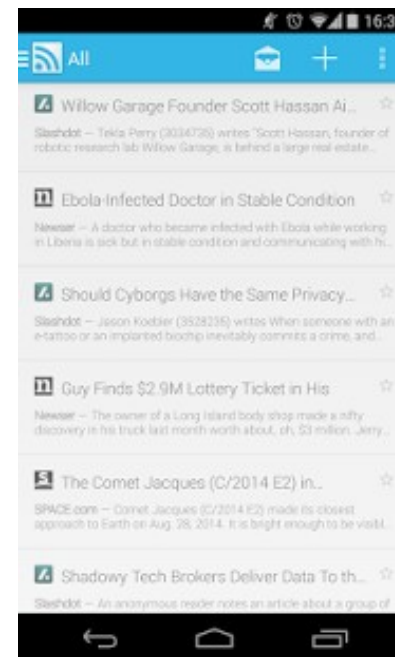 16:3
All
Willow Garage Founder Scott Hassan Ai...
Slashdot — Tekla Perry (3034735) writes "Scott Hassan, founder of
robotic research lab Willow Garage, is behind a large real estate...
Ebola-Infected Doctor in Stable Condition
Newser — A doctor who became infected with Ebola while working
in Liberia is sick but in stable condition and communicating with hi...
Should Cyborgs Have the Same Privacy...
Slashdot — Jason Koebler (3528235) writes When someone with an
e-tattoo or an implanted biochip inevitably commits a crime, and...
Guy Finds $2.9M Lottery Ticket in His
Newser — The owner of a Long Island body shop made a nifty
discovery in his truck last month worth about, oh, $3 million. Jerry...
The Comet Jacques (C/2014 E2) in...
SPACE.com — Comet Jacques (C/2014 E2) made its closest
approach to Earth on Aug. 28, 2014. It is bright enough to be visibl...
Shadowy Tech Brokers Deliver Data To th...
Slashdot — An anonymous reader notes an article about a group of